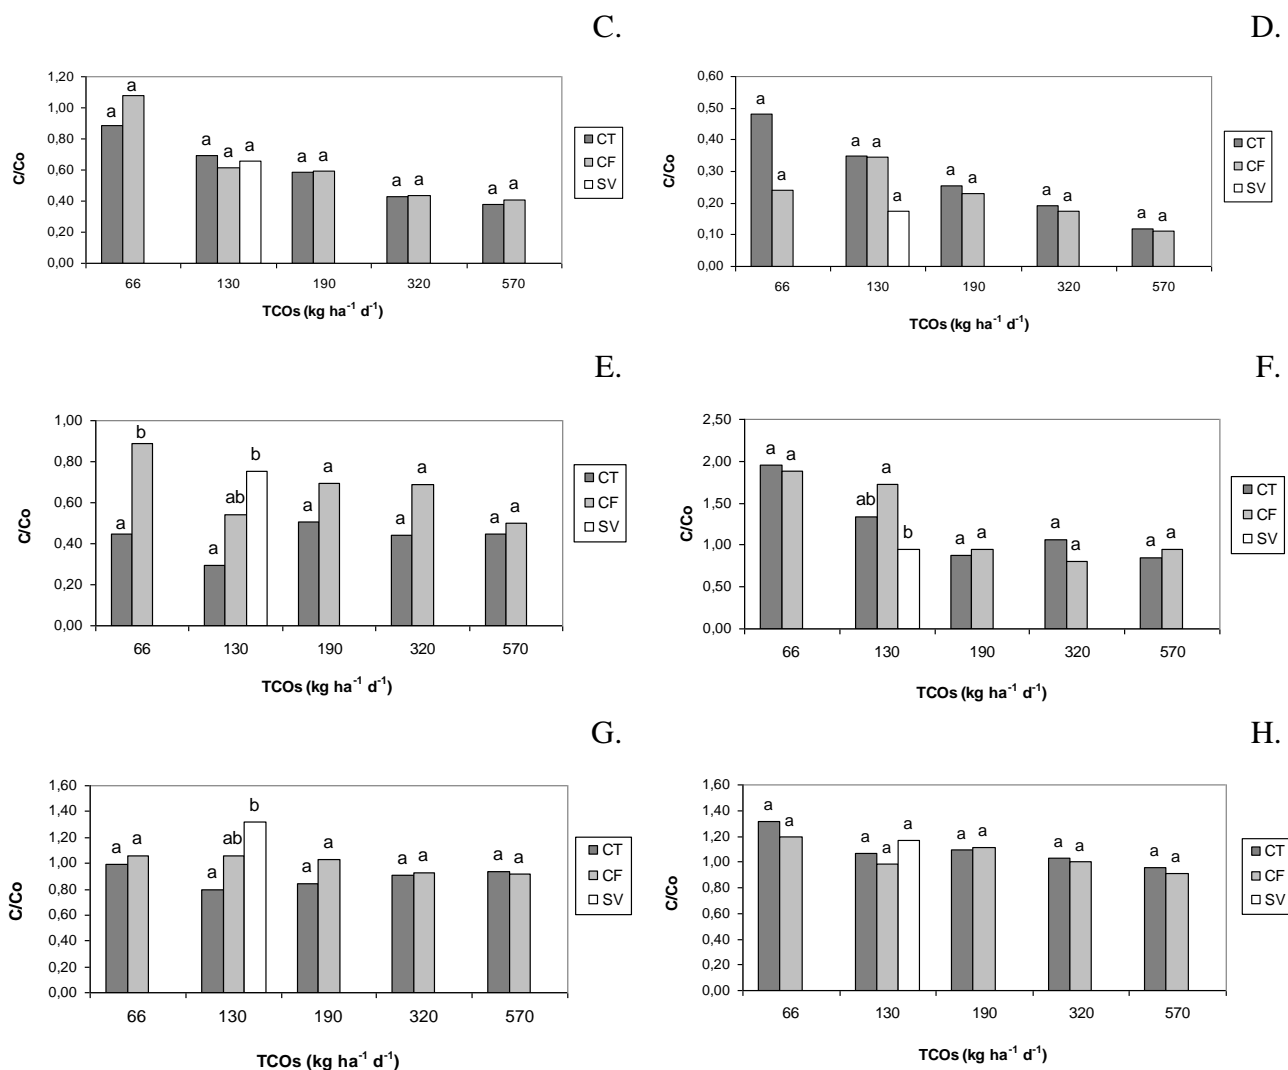 C.
1,20
1,00
0,80
0,60
0,40
0,20
0,00
C/Co
a a
a a a
a a
a a
a a
66 130 190 320 570
TCOs (kg ha⁻¹ d⁻¹)
CT
CF
SV
D.
0,60
0,50
0,40
0,30
0,20
0,10
0,00
C/Co
a a
a a a
a a
a a
a a
66 130 190 320 570
TCOs (kg ha⁻¹ d⁻¹)
CT
CF
SV
E.
1,00
0,80
0,60
0,40
0,20
0,00
C/Co
a b
a ab b
a a
a a
a a
66 130 190 320 570
TCOs (kg ha⁻¹ d⁻¹)
CT
CF
SV
F.
2,50
2,00
1,50
1,00
0,50
0,00
C/Co
a a
ab a b
a a
a a
a a
66 130 190 320 570
TCOs (kg ha⁻¹ d⁻¹)
CT
CF
SV
G.
1,60
1,40
1,20
1,00
0,80
0,60
0,40
0,20
0,00
C/Co
a a
a ab b
a a
a a
a a
66 130 190 320 570
TCOs (kg ha⁻¹ d⁻¹)
CT
CF
SV
H.
1,60
1,40
1,20
1,00
0,80
0,60
0,40
0,20
0,00
C/Co
a a
a a a
a a
a a
a a
66 130 190 320 570
TCOs (kg ha⁻¹ d⁻¹)
CT
CF
SV